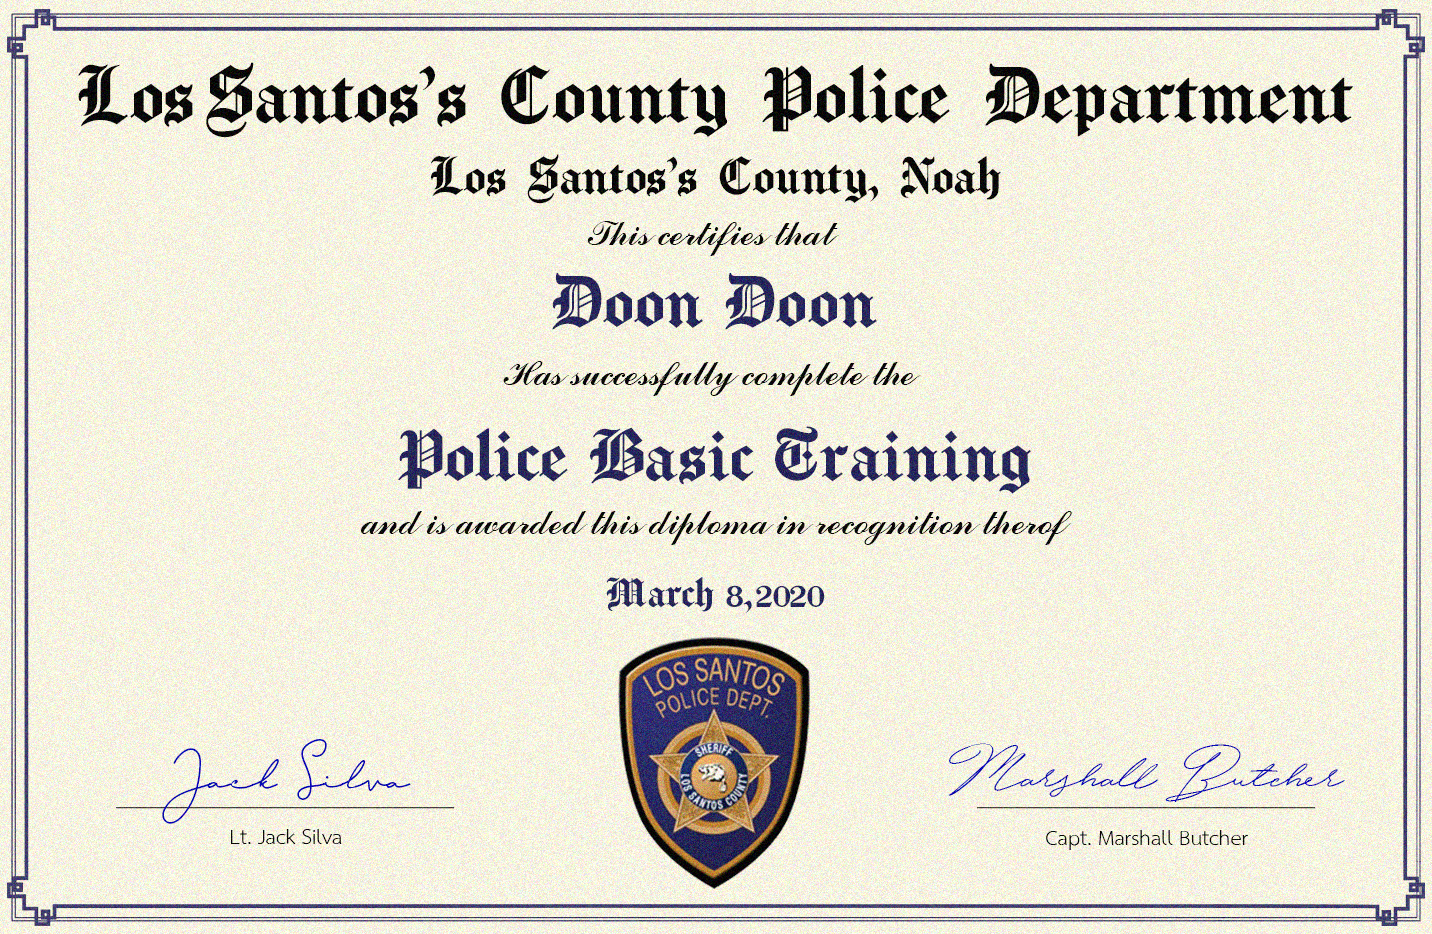 Los Santos's County Police Department
Los Santos's County, Noah
This certifies that
Doon Doon
Has successfully complete the
Police Basic Training
and is awarded this diploma in recognition therof
March 8,2020
LOS SANTOS
POLICE DEPT.
SHERIFF
LOS SANTOS COUNTY
Jack Silva
Lt. Jack Silva
Marshall Butcher
Capt. Marshall Butcher